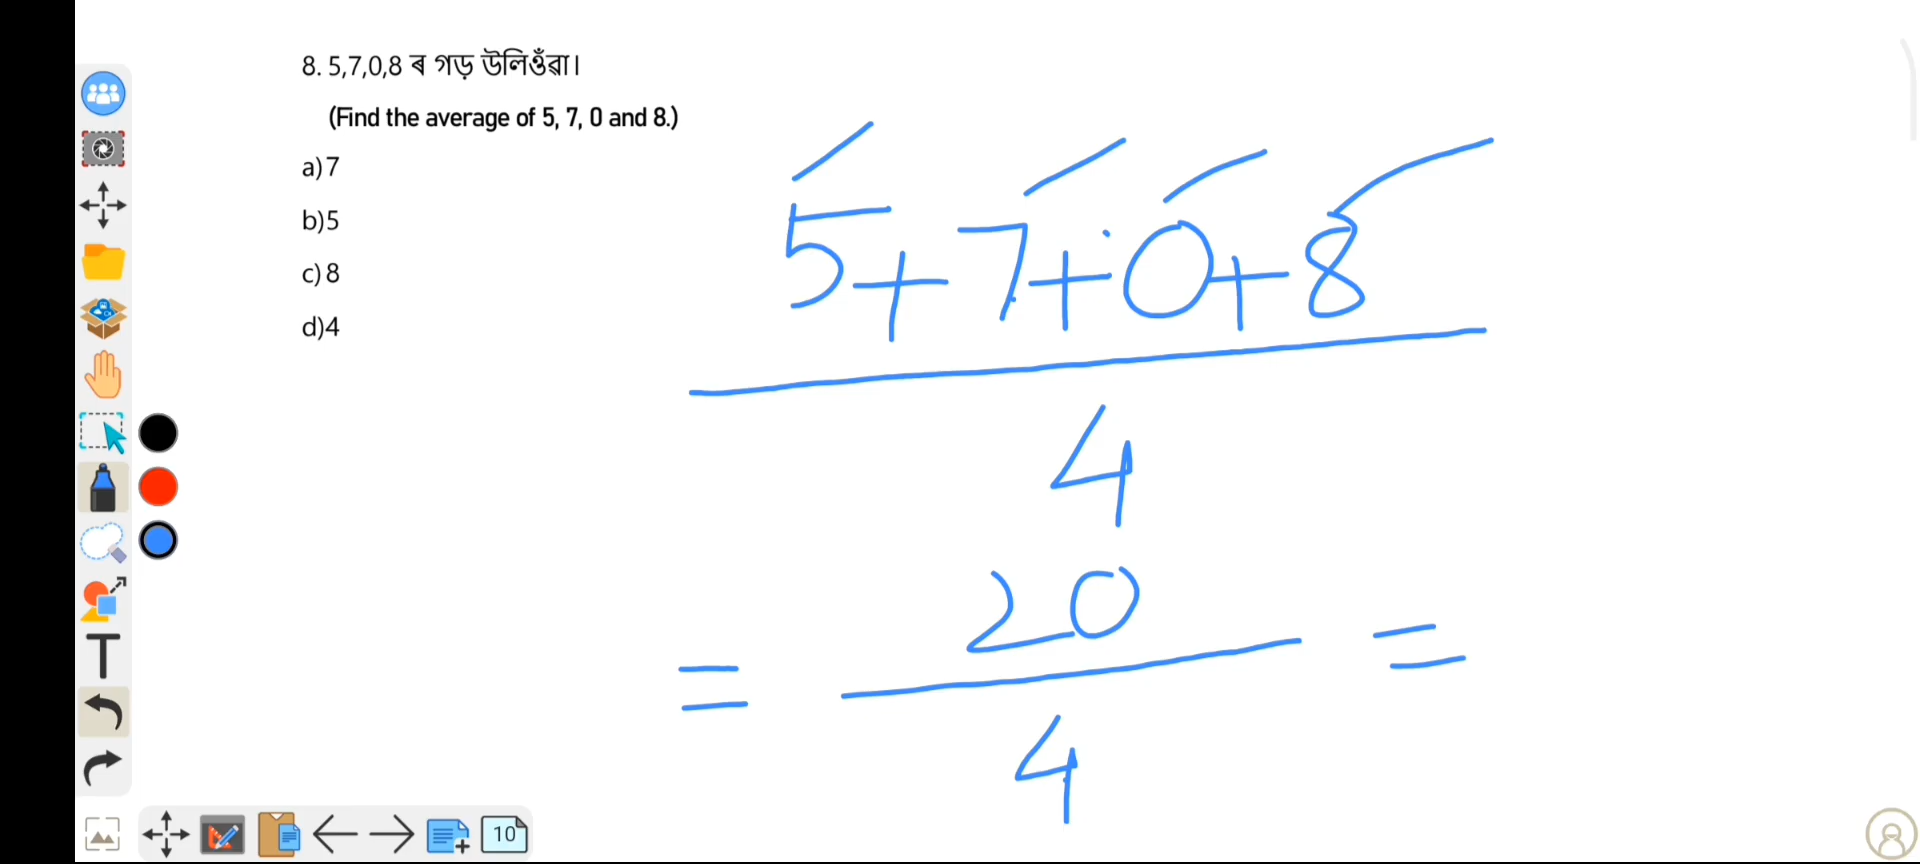 8. 5,7,0,8 ৰ গড় উলিওঁৱা।
(Find the average of 5, 7, 0 and 8.)
a)7
b)5
c) 8
d)4
5+7+0+8
4
= 20 =
4
T
10